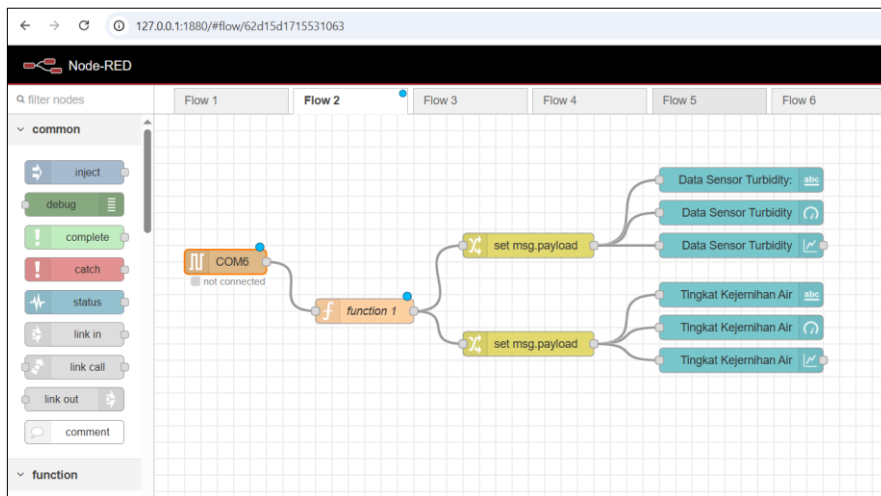 127.0.0.1:1880/#flow/62d15d1715531063
Node-RED
filter nodes
Flow 1
Flow 2
Flow 3
Flow 4
Flow 5
Flow 6
common
inject
debug
complete
catch
status
link in
link call
link out
comment
function
COM6
not connected
function 1
set msg.payload
set msg.payload
Data Sensor Turbidity: abc
Data Sensor Turbidity
Data Sensor Turbidity
Tingkat Kejernihan Air abc
Tingkat Kejernihan Air
Tingkat Kejernihan Air